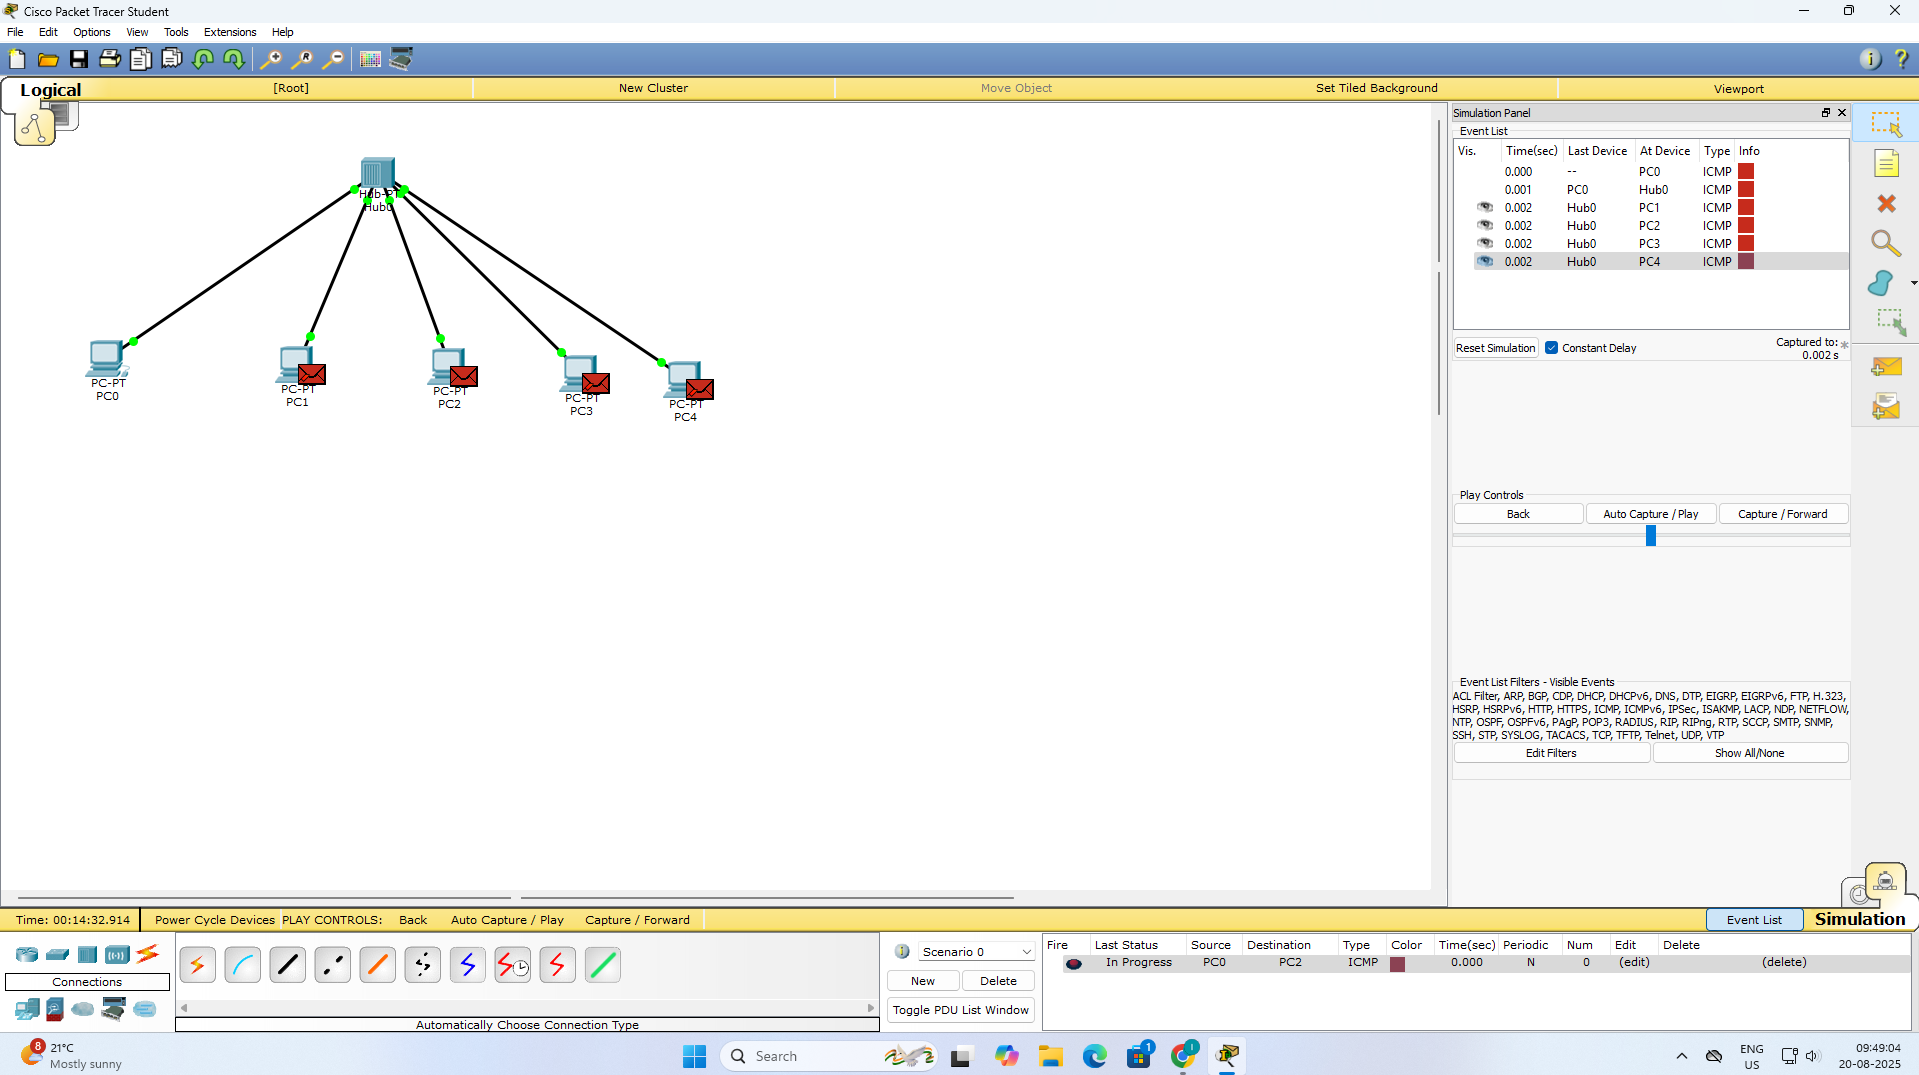 Cisco Packet Tracer Student
File Edit Options View Tools Extensions Help
Logical [Root] New Cluster Move Object Set Tiled Background Viewport
Hub-PT
Hub0
PC-PT
PC0
PC-PT
PC1
PC-PT
PC2
PC-PT
PC3
PC-PT
PC4
Simulation Panel
Event List
Vis. Time(sec) Last Device At Device Type Info
0.000 -- PC0 ICMP
0.001 PC0 Hub0 ICMP
0.002 Hub0 PC1 ICMP
0.002 Hub0 PC2 ICMP
0.002 Hub0 PC3 ICMP
0.002 Hub0 PC4 ICMP
Reset Simulation Constant Delay Captured to: *
0.002 s
Play Controls
Back Auto Capture / Play Capture / Forward
Event List Filters - Visible Events
ACL Filter, ARP, BGP, CDP, DHCP, DHCPv6, DNS, DTP, EIGRP, EIGRPv6, FTP, H.323,
HSRP, HSRPv6, HTTP, HTTPS, ICMP, ICMPv6, IPSec, ISAKMP, LACP, NDP, NETFLOW,
NTP, OSPF, OSPFv6, PAgP, POP3, RADIUS, RIP, RIPng, RTP, SCCP, SMTP, SNMP,
SSH, STP, SYSLOG, TACACS, TCP, TFTP, Telnet, UDP, VTP
Edit Filters Show All/None
Time: 00:14:32.914 Power Cycle Devices PLAY CONTROLS: Back Auto Capture / Play Capture / Forward Event List Simulation
Connections
Automatically Choose Connection Type
Scenario 0
New Delete
Toggle PDU List Window
Fire Last Status Source Destination Type Color Time(sec) Periodic Num Edit Delete
In Progress PC0 PC2 ICMP 0.000 N 0 (edit) (delete)
8
21°C
Mostly sunny
Search
1
ENG
US
09:49:04
20-08-2025